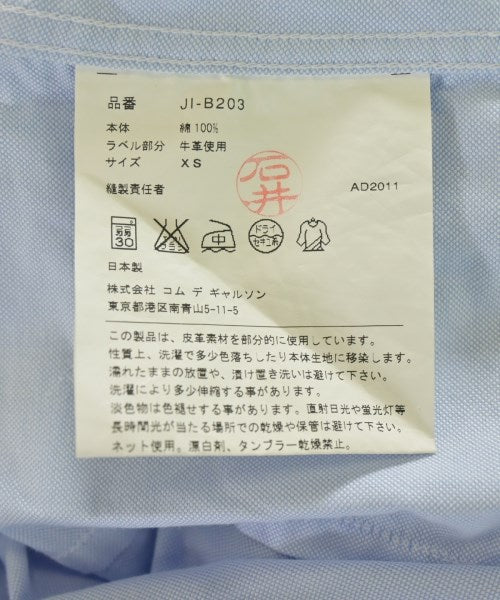 品番 JI-B203
本体 綿100%
ラベル部分 牛革使用
サイズ XS
石井
縫製責任者 AD2011
30
ドライ
セキユ系
日本製
株式会社 コム デ ギャルソン
東京都港区南青山5-11-5
この製品は、皮革素材を部分的に使用しています。
性質上、洗濯で多少色落ちしたり本体生地に移染します。
濡れたままの放置や、漬け置き洗いは避けて下さい。
洗濯により多少伸縮する事があります。
淡色物は色褪せする事があります。直射日光や蛍光灯等
長時間光が当たる場所での乾燥や保管は避けて下さい。
ネット使用。漂白剤、タンブラー乾燥禁止。